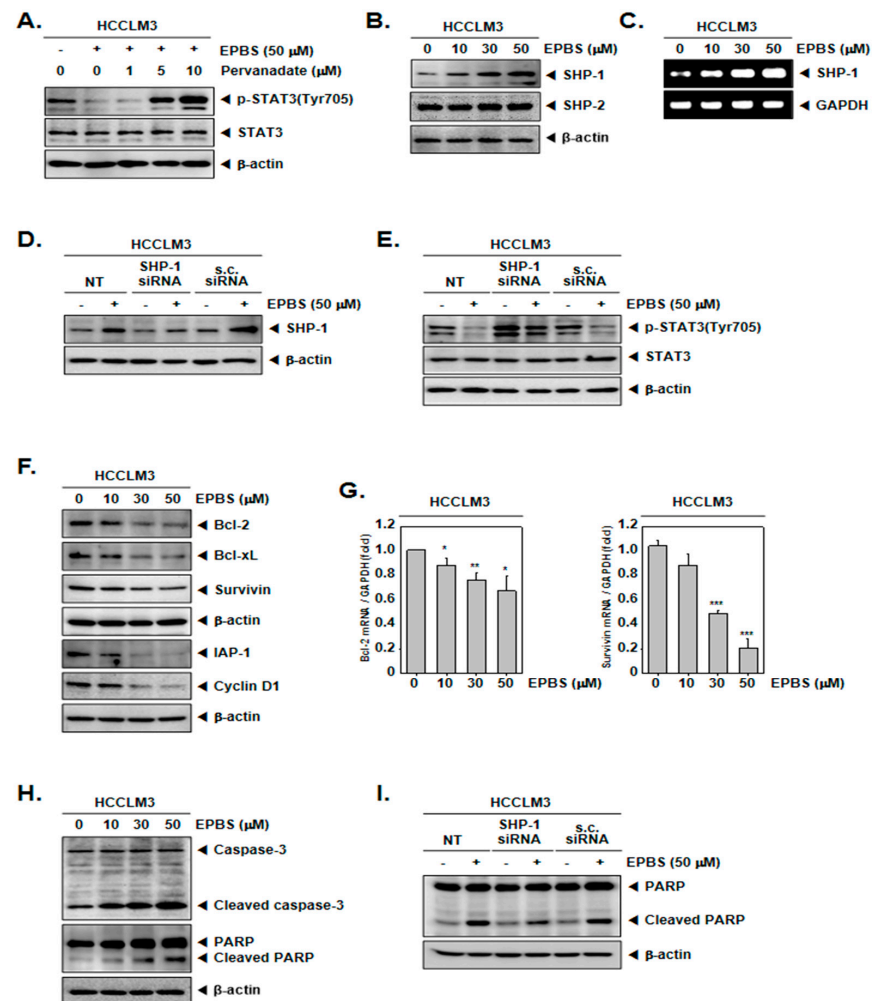 A.
HCCLM3
- + + + + EPBS (50 μM)
0 0 1 5 10 Pervanadate (μM)
◄ p-STAT3(Tyr705)
◄ STAT3
◄ β-actin
B.
HCCLM3
0 10 30 50 EPBS (μM)
◄ SHP-1
◄ SHP-2
◄ β-actin
C.
HCCLM3
0 10 30 50 EPBS (μM)
◄ SHP-1
◄ GAPDH
D.
HCCLM3
NT SHP-1 siRNA s.c. siRNA
- + - + - + EPBS (50 μM)
◄ SHP-1
◄ β-actin
E.
HCCLM3
NT SHP-1 siRNA s.c. siRNA
- + - + - + EPBS (50 μM)
◄ p-STAT3(Tyr705)
◄ STAT3
◄ β-actin
F.
HCCLM3
0 10 30 50 EPBS (μM)
◄ Bcl-2
◄ Bcl-xL
◄ Survivin
◄ β-actin
◄ IAP-1
◄ Cyclin D1
◄ β-actin
G.
HCCLM3
Bcl-2 mRNA / GAPDH (fold)
1.2
1.0
0.8
0.6
0.4
0.2
0
* ** *
0 10 30 50 EPBS (μM)
HCCLM3
Survivin mRNA / GAPDH (fold)
1.2
1.0
0.8
0.6
0.4
0.2
0
*** ***
0 10 30 50 EPBS (μM)
H.
HCCLM3
0 10 30 50 EPBS (μM)
◄ Caspase-3
◄ Cleaved caspase-3
◄ PARP
◄ Cleaved PARP
◄ β-actin
I.
HCCLM3
NT SHP-1 siRNA s.c. siRNA
- + - + - + EPBS (50 μM)
◄ PARP
◄ Cleaved PARP
◄ β-actin